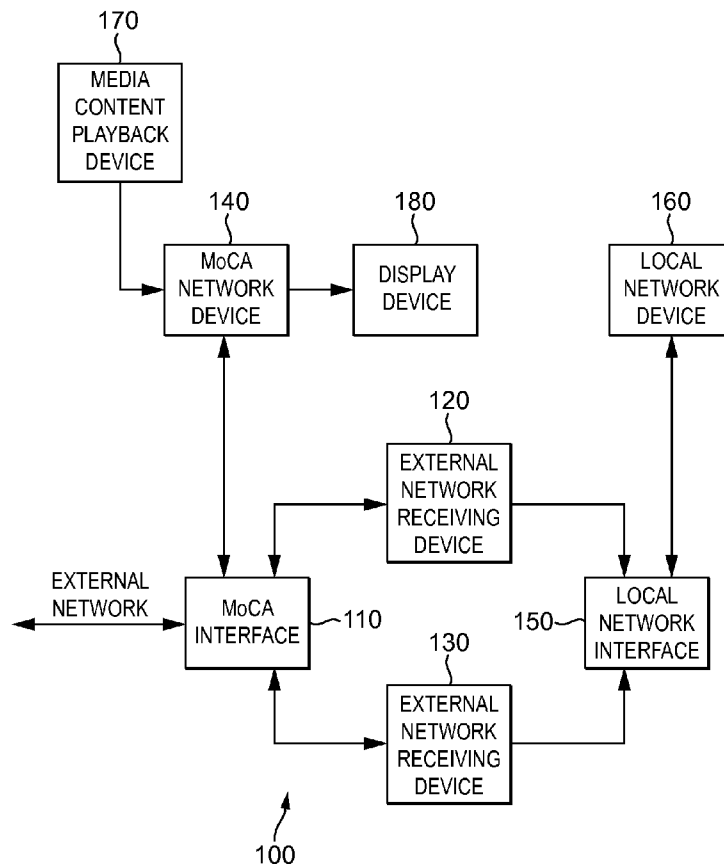 170
MEDIA
CONTENT
PLAYBACK
DEVICE
140
MoCA
NETWORK
DEVICE
180
DISPLAY
DEVICE
160
LOCAL
NETWORK
DEVICE
120
EXTERNAL
NETWORK
RECEIVING
DEVICE
EXTERNAL
NETWORK
MoCA
INTERFACE
110
150
LOCAL
NETWORK
INTERFACE
130
EXTERNAL
NETWORK
RECEIVING
DEVICE
100